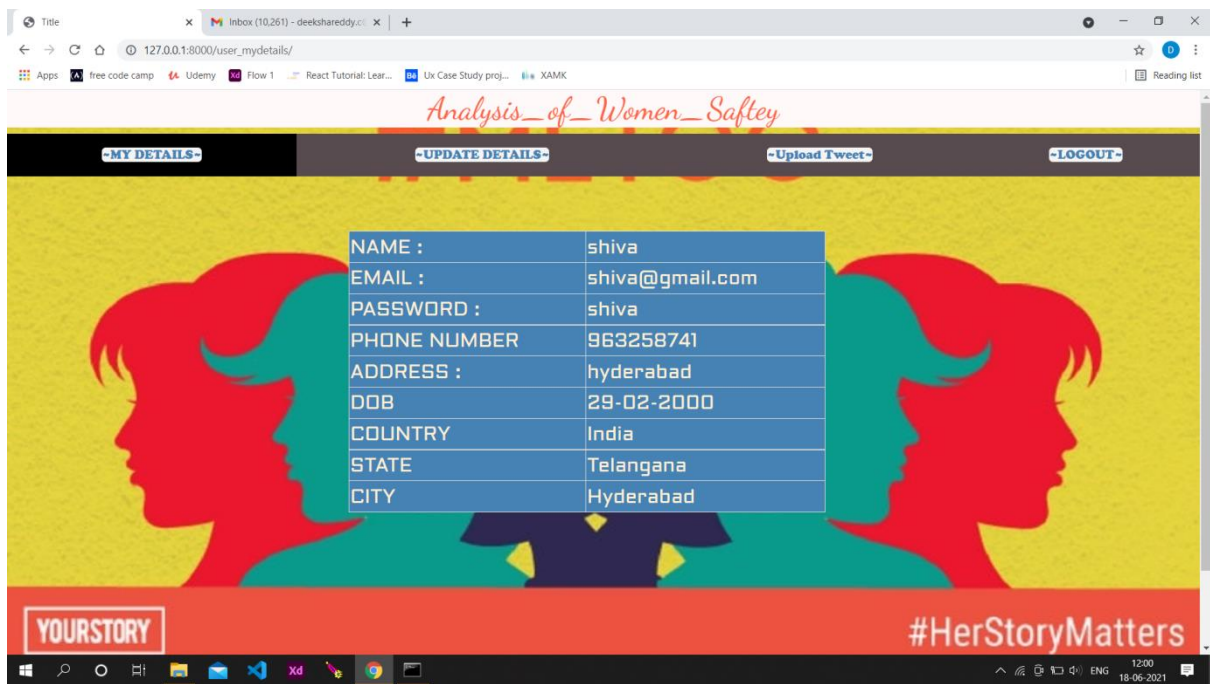 Title
Inbox (10,261) - deekshareddy.c
127.0.0.1:8000/user_mydetails/
Apps free code camp Udemy Flow 1 React Tutorial: Lear... Ux Case Study proj... XAMK Reading list
Analysis_of_Women_Saftey
~MY DETAILS~ ~UPDATE DETAILS~ ~Upload Tweet~ ~LOGOUT~
NAME : shiva
EMAIL : shiva@gmail.com
PASSWORD : shiva
PHONE NUMBER 963258741
ADDRESS : hyderabad
DOB 29-02-2000
COUNTRY India
STATE Telangana
CITY Hyderabad
YOURSTORY #HerStoryMatters
ENG 12:00
18-06-2021